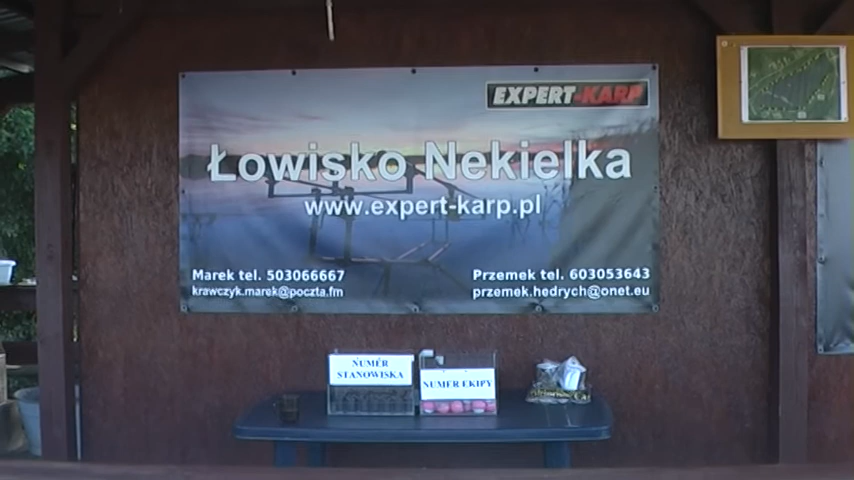 EXPERT-KARP
Łowisko Nekielka
www.expert-karp.pl
Marek tel. 503066667
krawczyk.marek@poczta.fm
Przemek tel. 603053643
przemek.hedrych@onet.eu
NUMER
STANOWISKA
NUMER EKIPY